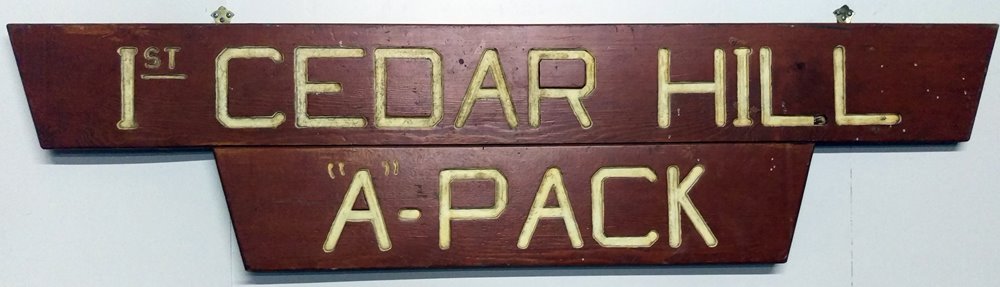 1ST CEDAR HILL
"A"-PACK